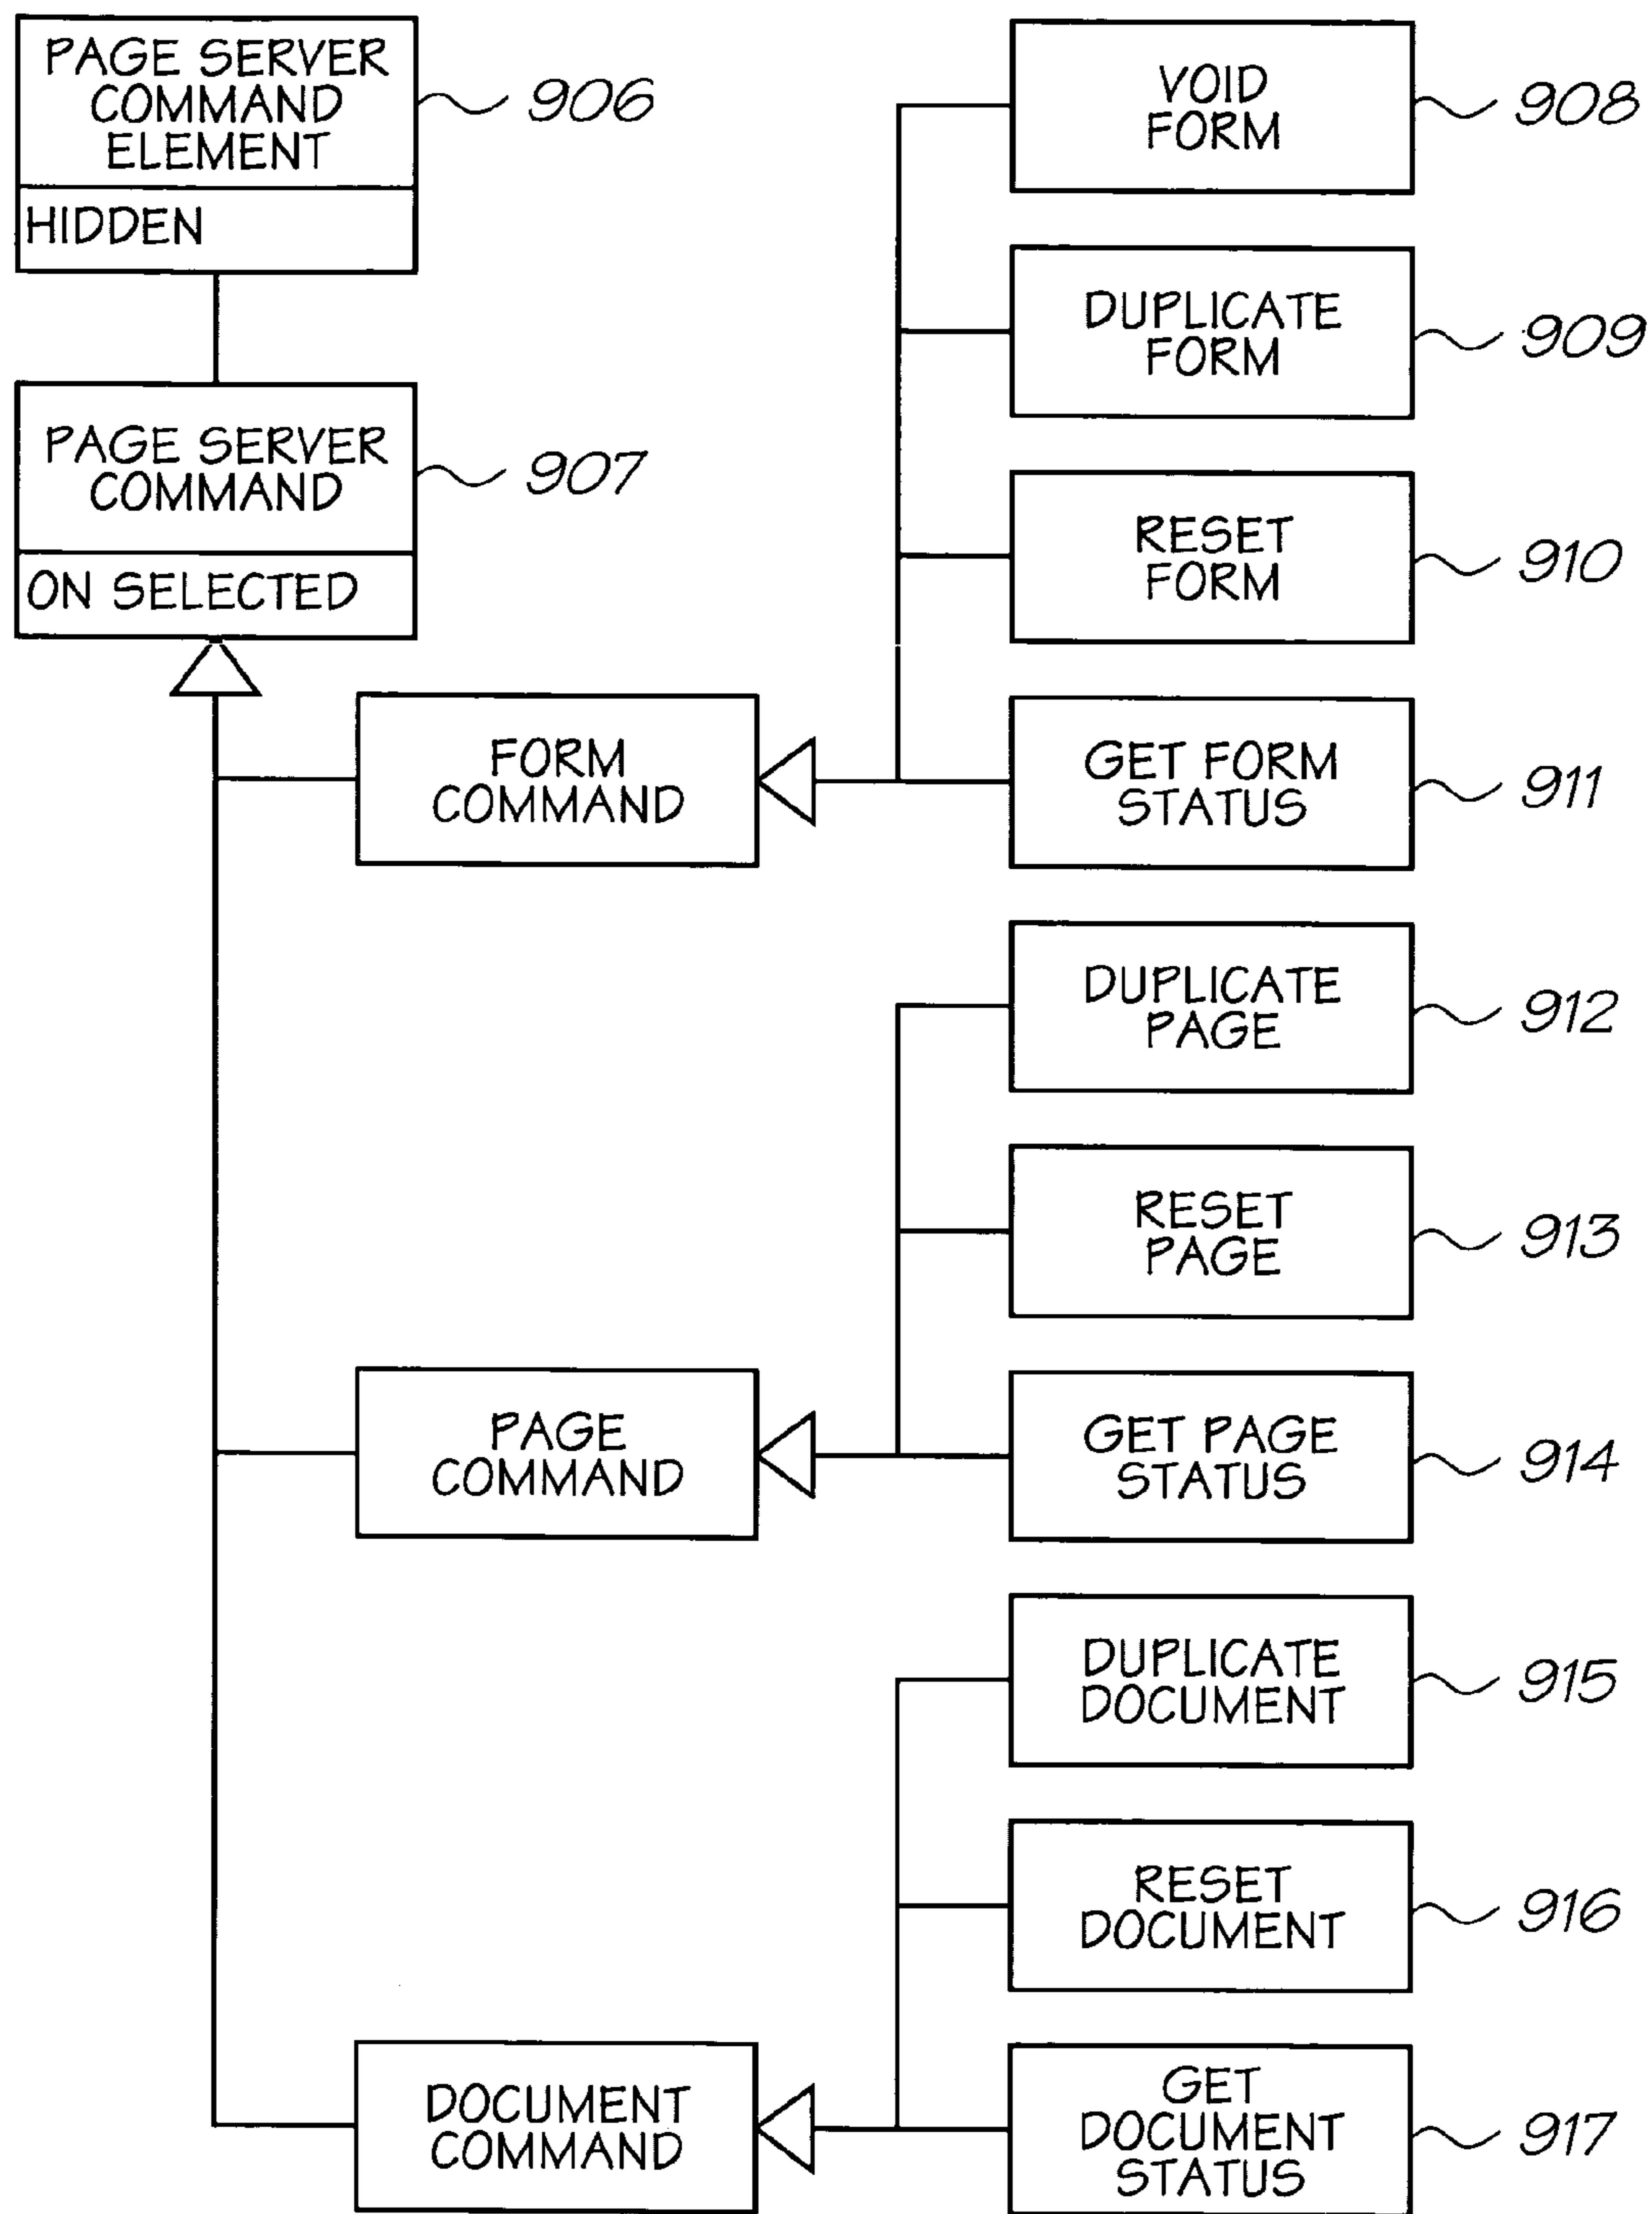 PAGE SERVER
COMMAND
ELEMENT
906
HIDDEN
PAGE SERVER
COMMAND
907
ON SELECTED
FORM
COMMAND
VOID
FORM
908
DUPLICATE
FORM
909
RESET
FORM
910
GET FORM
STATUS
911
PAGE
COMMAND
DUPLICATE
PAGE
912
RESET
PAGE
913
GET PAGE
STATUS
914
DOCUMENT
COMMAND
DUPLICATE
DOCUMENT
915
RESET
DOCUMENT
916
GET
DOCUMENT
STATUS
917